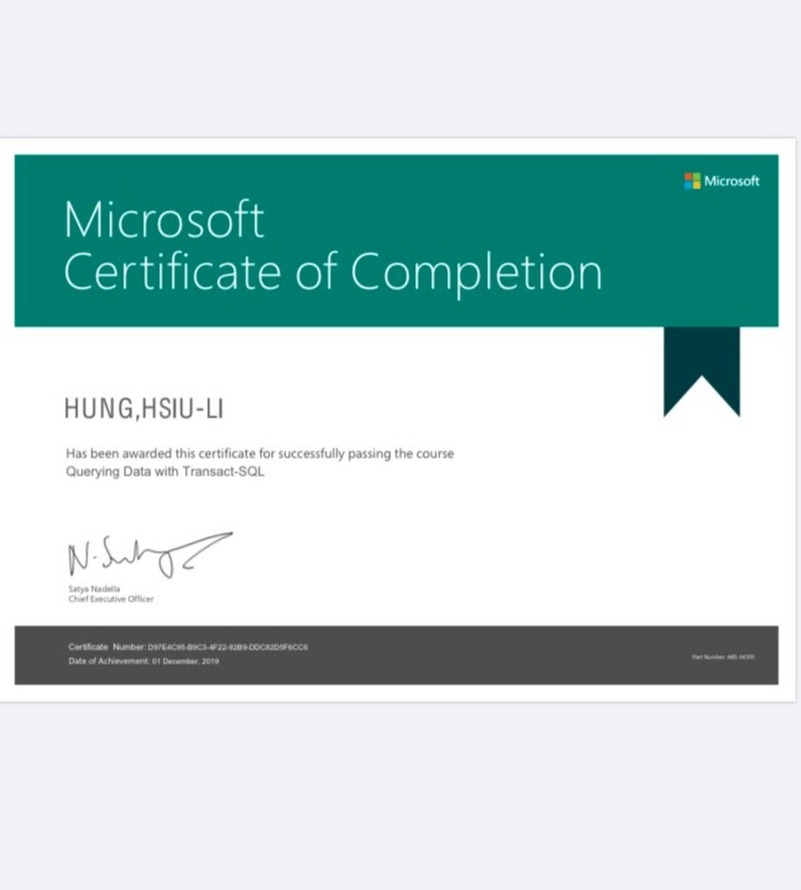 Microsoft
Microsoft
Certificate of Completion
HUNG,HSIU-LI
Has been awarded this certificate for successfully passing the course
Querying Data with Transact-SQL
Satya Nadella
Chief Executive Officer
Certificate Number: D97E4C95-B9C3-4F22-92B9-DDC82D5F6CC6
Date of Achievement: 01 December, 2019
Part Number: